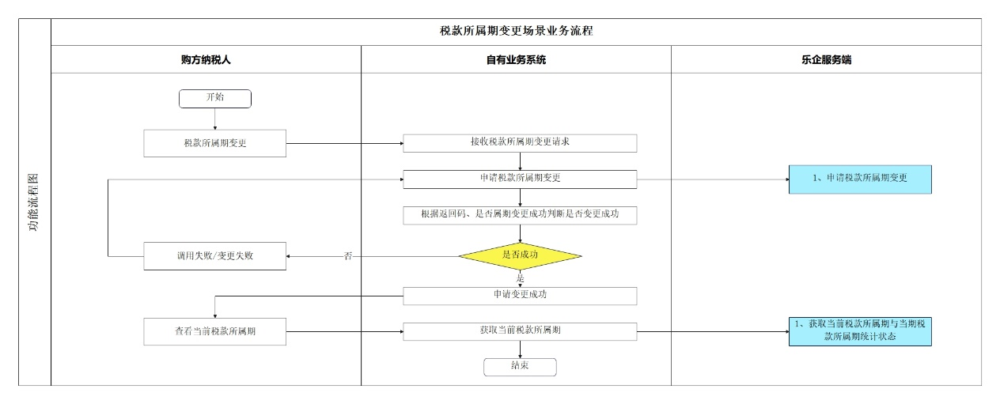 税款所属期变更场景业务流程
购方纳税人
自有业务系统
乐企服务端
功能流程图
开始
税款所属期变更
接收税款所属期变更请求
申请税款所属期变更
1、申请税款所属期变更
根据返回码、是否属期变更成功判断是否变更成功
调用失败/变更失败
否
是否成功
是
申请变更成功
查看当前税款所属期
获取当前税款所属期
1、获取当前税款所属期与当期税
款所属期统计状态
结束